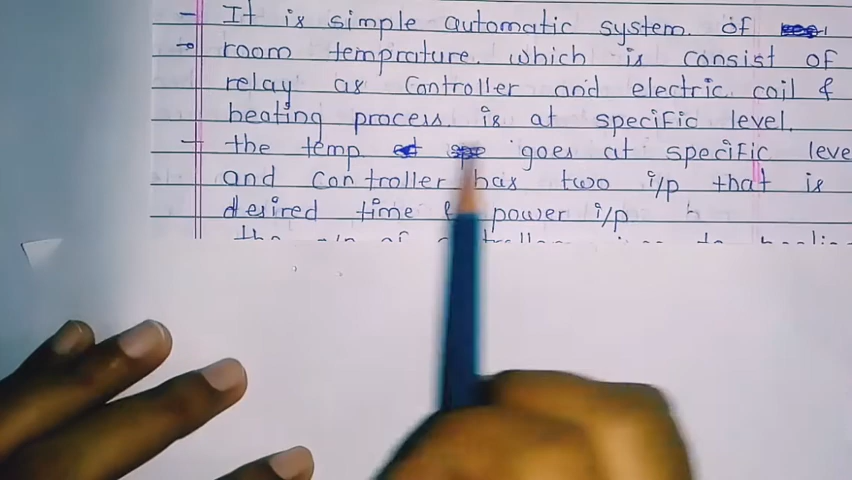 - It is simple automatic system of
→ room temprature. which is consist of
relay as Controller and electric coil &
heating process. is at specific level.
- the temp goes at specific leve
and controller has two i/p that is
desired time & power i/p